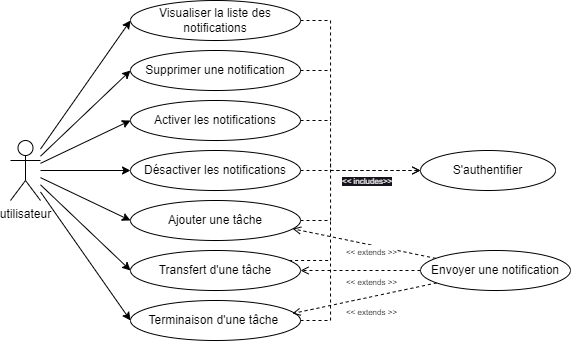 Visualiser la liste des
notifications
Supprimer une notification
Activer les notifications
Désactiver les notifications
<< includes>>
S'authentifier
utilisateur
Ajouter une tâche
<< extends >>
Transfert d'une tâche
Envoyer une notification
<< extends >>
Terminaison d'une tâche
<< extends >>